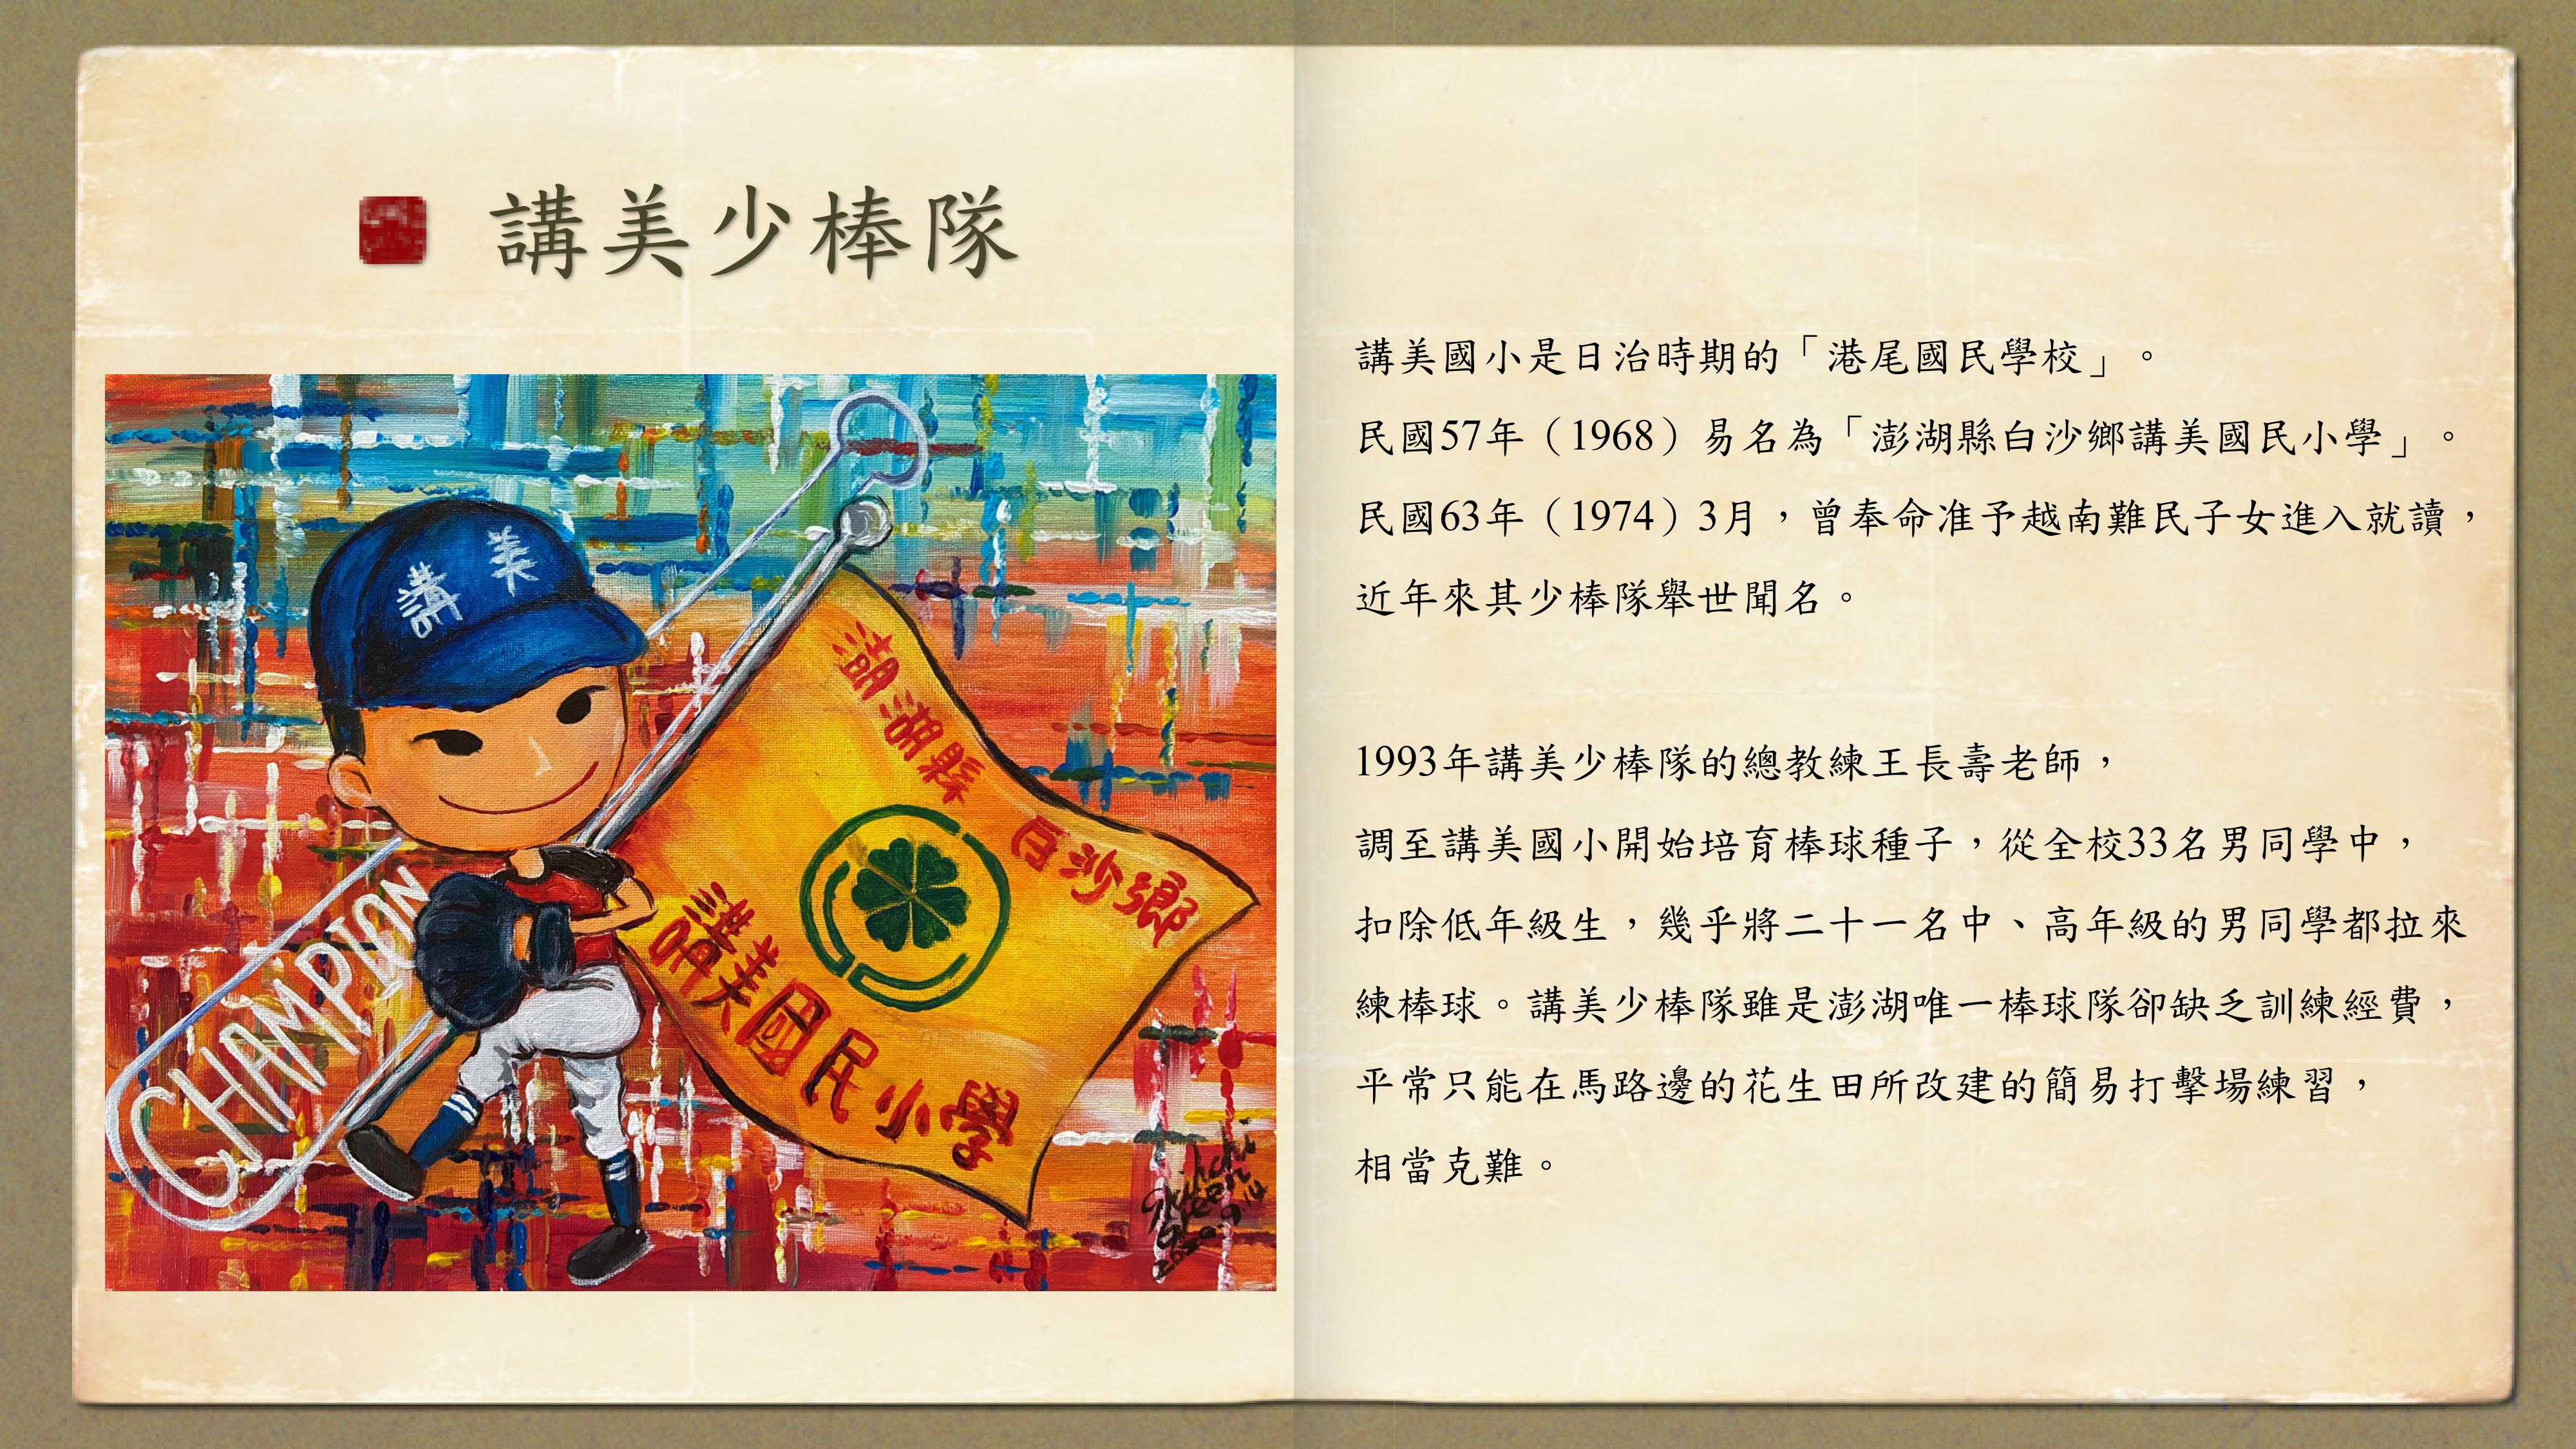 講美少棒隊
講美
CHAMPION
澎湖縣
白沙鄉
講美國民小學
講美國小是日治時期的「港尾國民學校」。
民國57年（1968）易名為「澎湖縣白沙鄉講美國民小學」。
民國63年（1974）3月，曾奉命准予越南難民子女進入就讀，
近年來其少棒隊舉世聞名。
1993年講美少棒隊的總教練王長壽老師，
調至講美國小開始培育棒球種子，從全校33名男同學中，
扣除低年級生，幾乎將二十一名中、高年級的男同學都拉來
練棒球。講美少棒隊雖是澎湖唯一棒球隊卻缺乏訓練經費，
平常只能在馬路邊的花生田所改建的簡易打擊場練習，
相當克難。